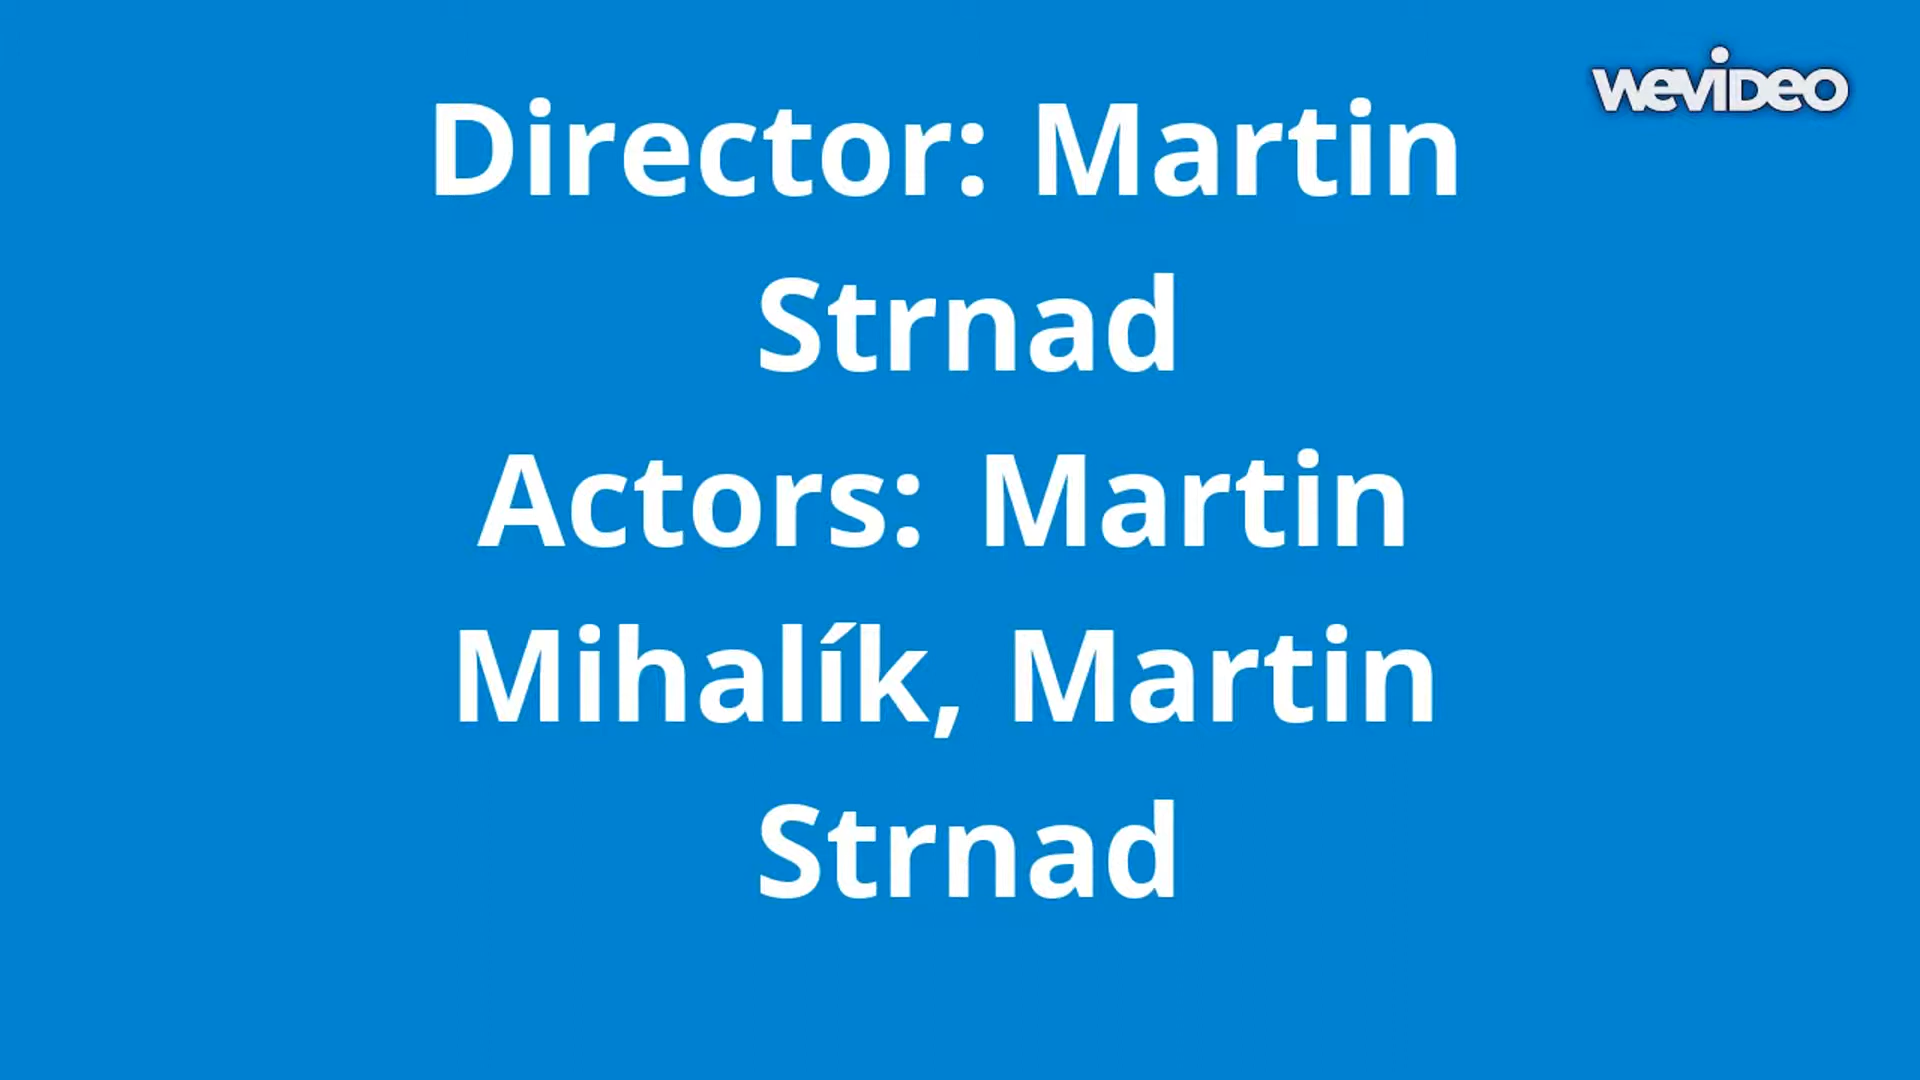 wevideo
Director: Martin
Strnad
Actors: Martin
Mihalík, Martin
Strnad